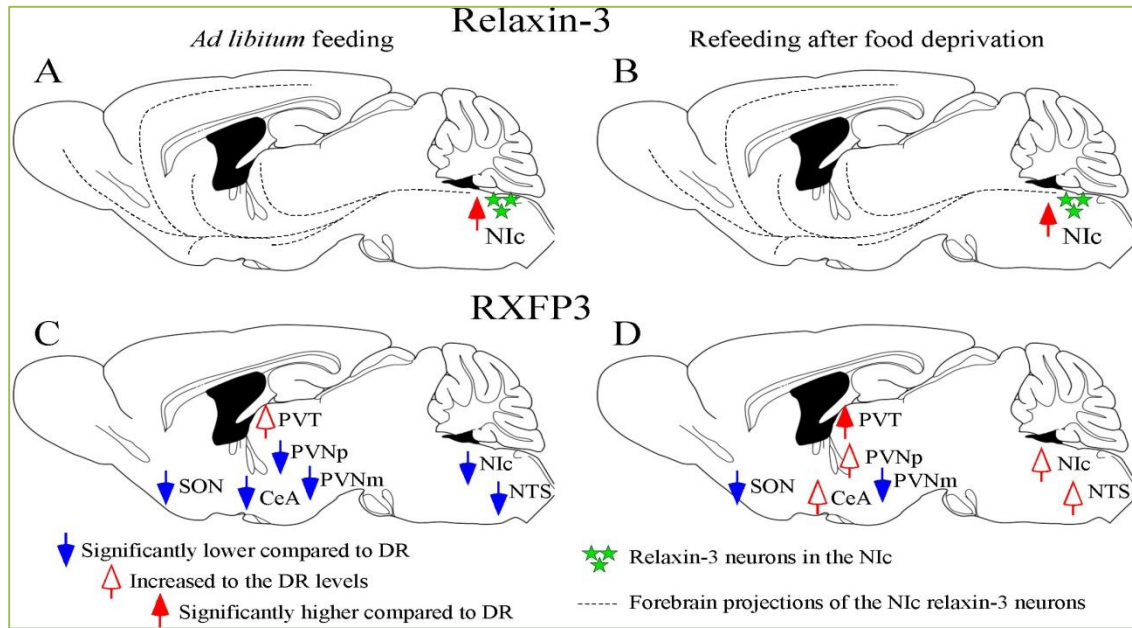 Relaxin-3
Ad libitum feeding
Refeeding after food deprivation
A
B
NIc
NIc
RXFP3
C
D
PVT
PVNp
PVNm
SON
CeA
NIc
NTS
PVT
PVNp
PVNm
SON
CeA
NIc
NTS
Significantly lower compared to DR
Increased to the DR levels
Significantly higher compared to DR
Relaxin-3 neurons in the NIc
Forebrain projections of the NIc relaxin-3 neurons